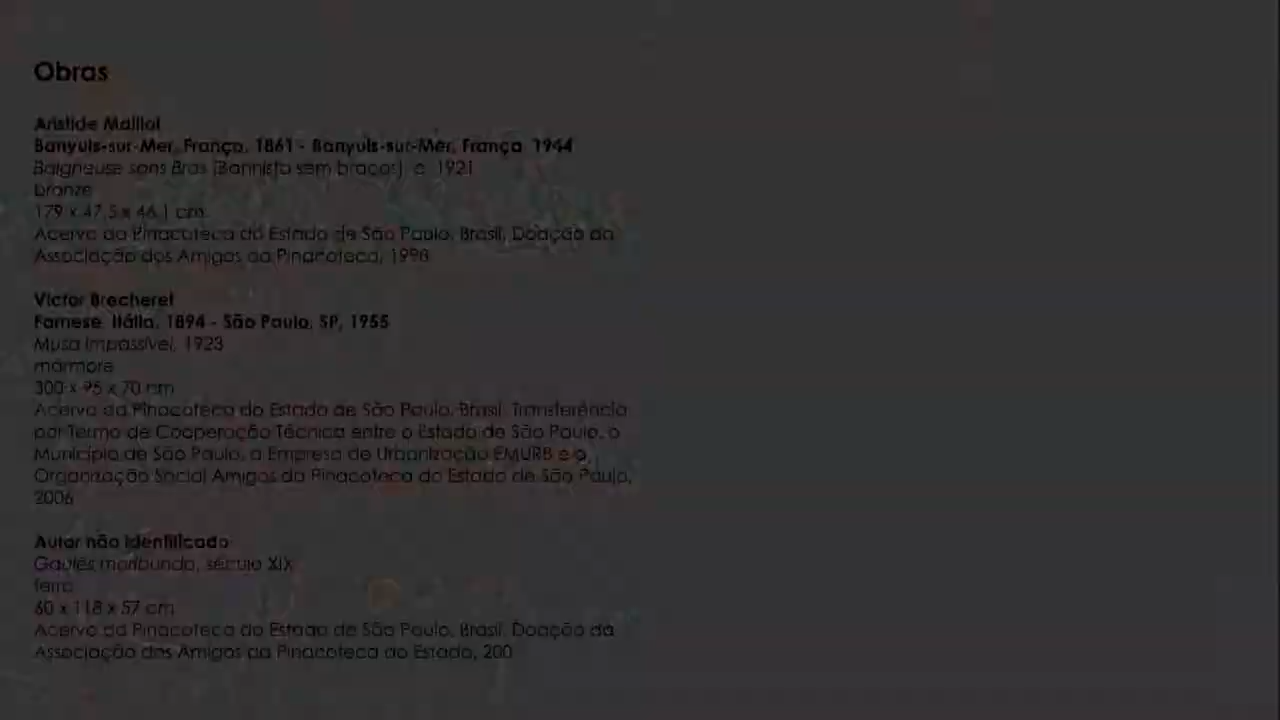 Obras
Aristide Maillol
Banyuls-sur-Mer, França, 1861 - Banyuls-sur-Mer, França, 1944
Baigneuse sans Bras (Bannista sem braços), c. 1921
bronze
179 x 47,5 x 46,1 cm
Acervo da Pinacoteca do Estado de São Paulo, Brasil. Doação da
Associação dos Amigos da Pinacoteca, 1998
Victor Brecheret
Farnese, Itália, 1894 - São Paulo, SP, 1955
Musa Impassível, 1923
mármore
300 x 95 x 70 cm
Acervo da Pinacoteca do Estado de São Paulo, Brasil. Transferência
por Termo de Cooperação Técnica entre o Estado de São Paulo, o
Município de São Paulo, a Empresa de Urbanização EMURB e a
Organização Social Amigos da Pinacoteca do Estado de São Paulo,
2006
Autor não identificado
Gaulês moribundo, século XIX
ferro
60 x 118 x 57 cm
Acervo da Pinacoteca do Estado de São Paulo, Brasil. Doação da
Associação dos Amigos da Pinacoteca do Estado, 200